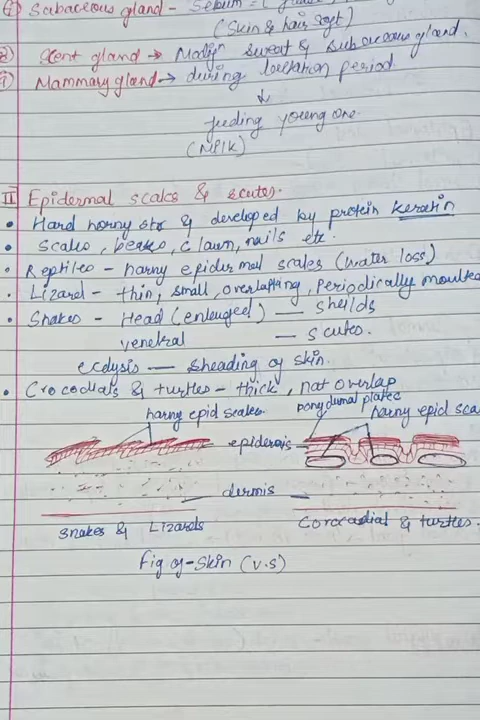 Sabaceous gland - Sebum =
(Skin & hair soft)
Scent gland → Modify sweat & subaceous gland.
Mammary gland → during lactation period
↓
feeding young one.
(Milk)
II Epidermal scales & scutes.
• Hard horny str & developed by protein keratin
• Scales, beaks, claws, nails etc.
• Reptiles - horny epidermal scales (water loss)
• Lizard - thin, small, overlapping, periodically moulted
• Snakes - Head (enlarged) — sheilds
ventral — scutes.
ecdysis — sheading of skin.
• Crocodials & turtles - thick, not overlap
horny epid scales. bony dermal plates
horny epid sca
epidermis
dermis
Snakes & Lizards Corcodial & turtles.
Fig of - Skin (V.S)